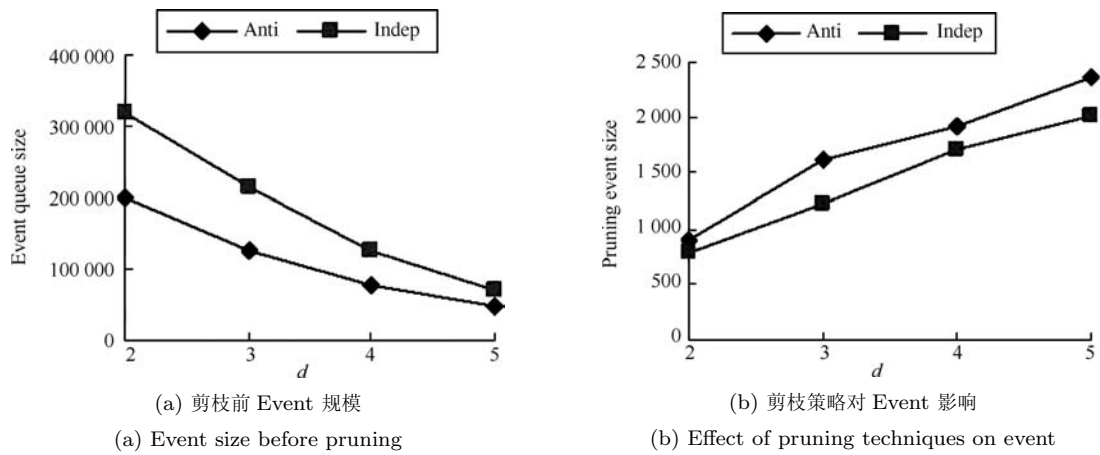 Anti Indep
400 000
300 000
200 000
100 000
0
Event queue size
2 3 4 5
d
(a) 剪枝前 Event 规模
(a) Event size before pruning
Anti Indep
2 500
2 000
1 500
1 000
500
0
Pruning event size
2 3 4 5
d
(b) 剪枝策略对 Event 影响
(b) Effect of pruning techniques on event